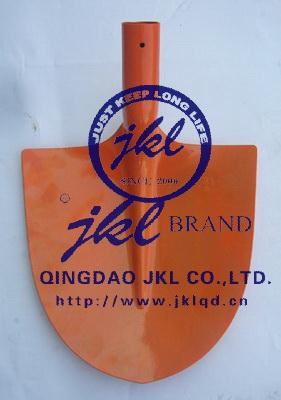 JUST KEEP LONG LIFE
jkl
SINCE 2006
jkl BRAND
QINGDAO JKL CO.,LTD.
http://www.jklqd.cn